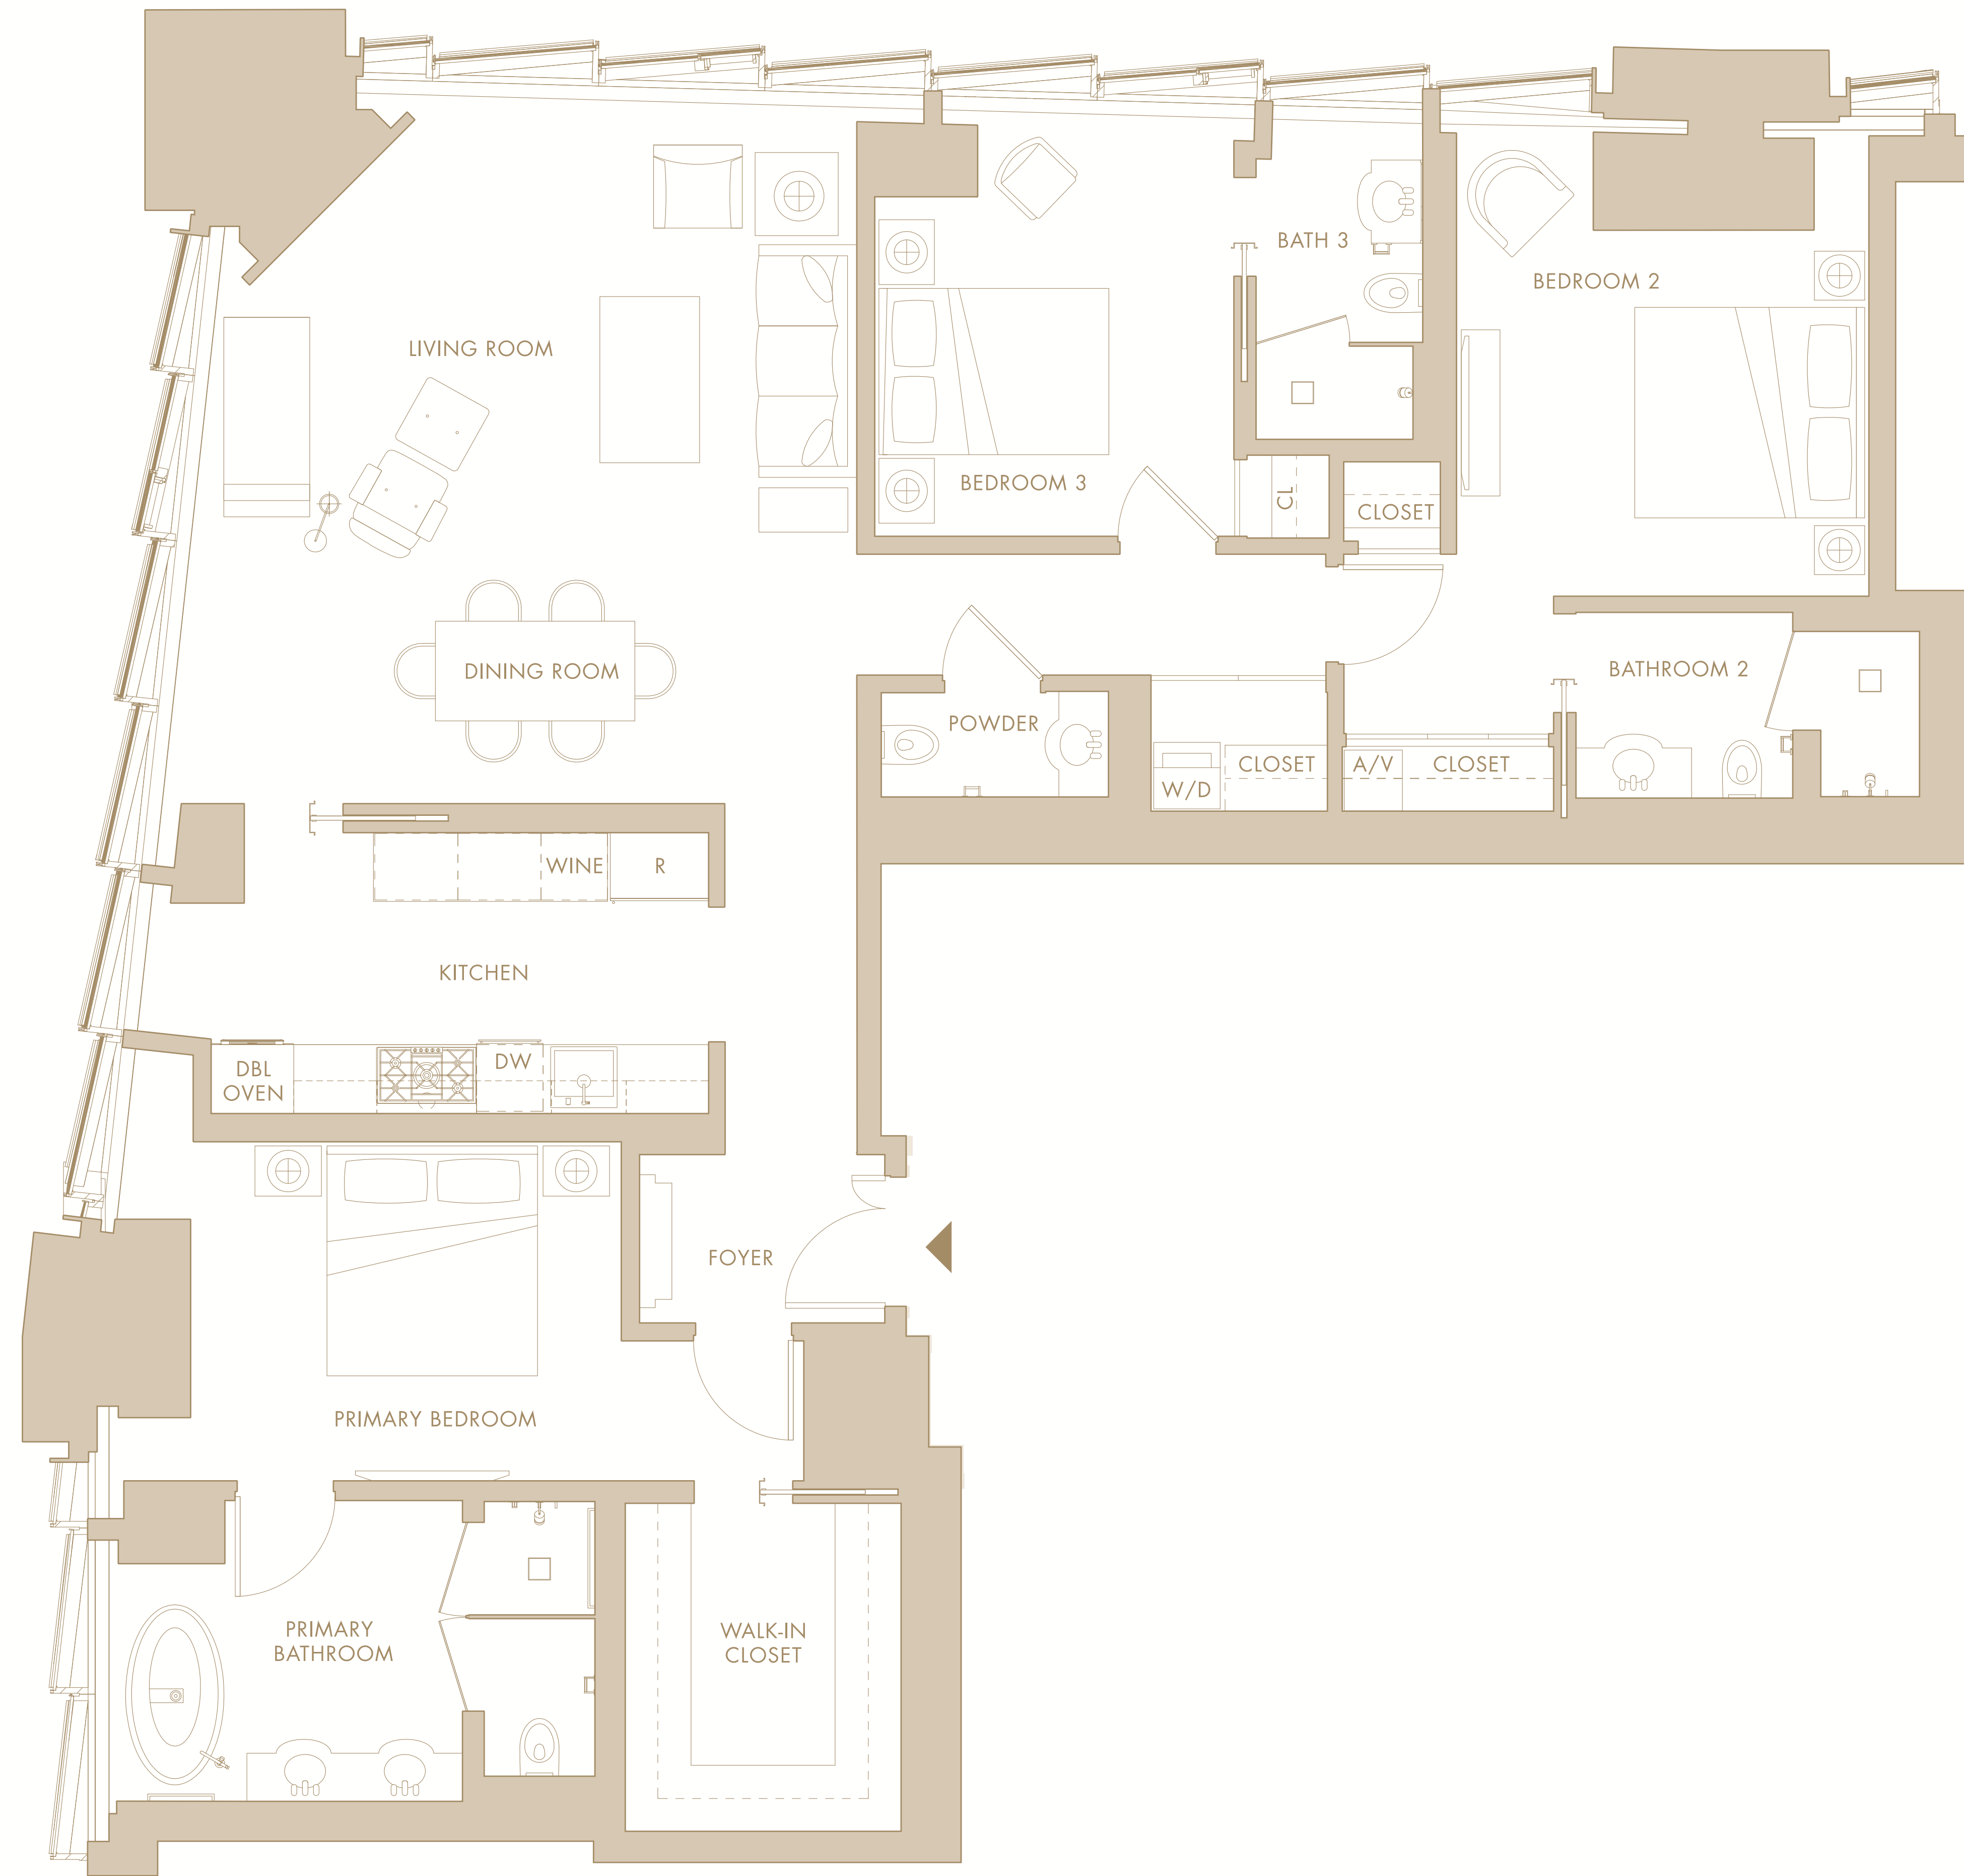 BATH 3
BEDROOM 2
LIVING ROOM
BEDROOM 3
CL
CLOSET
DINING ROOM
BATHROOM 2
POWDER
CLOSET
W/D
A/V
CLOSET
WINE
R
KITCHEN
DBL
OVEN
DW
FOYER
PRIMARY BEDROOM
PRIMARY
BATHROOM
WALK-IN
CLOSET